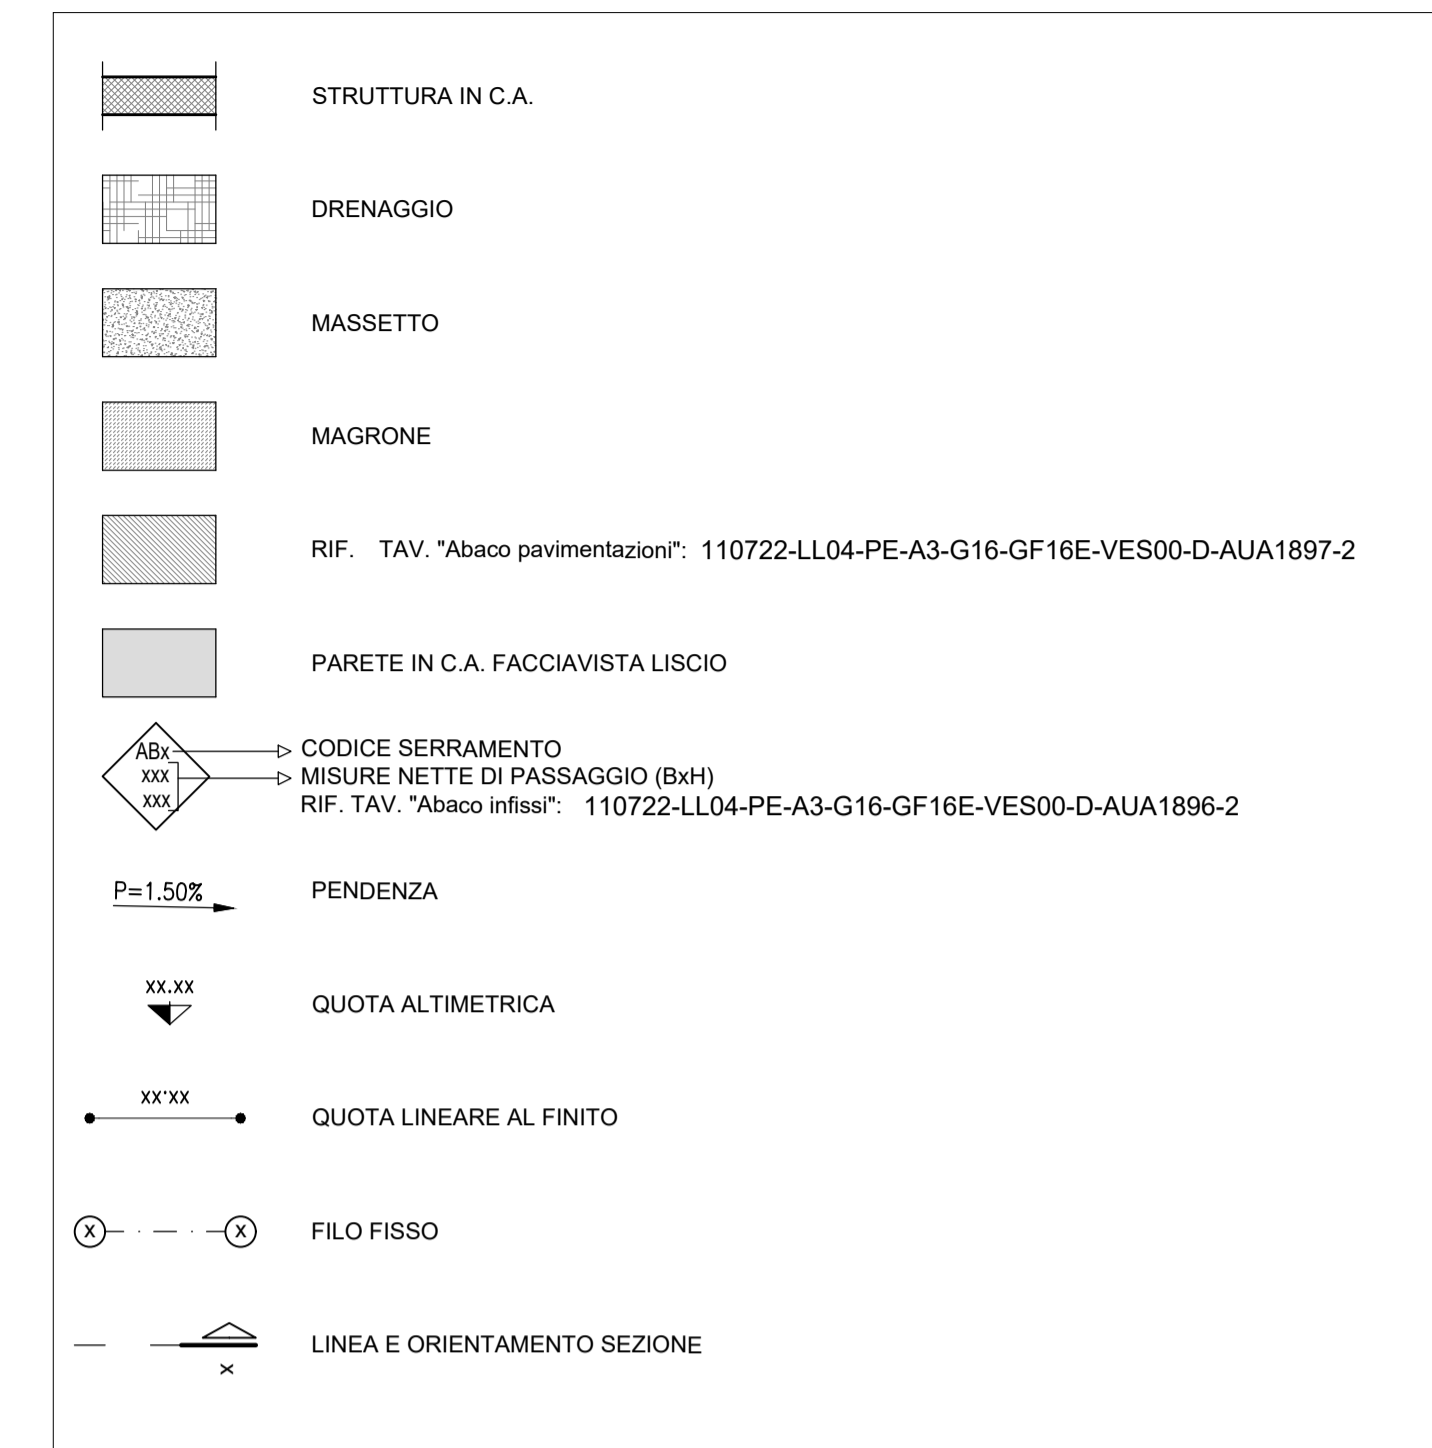 STRUTTURA IN C.A.
DRENAGGIO
MASSETTO
MAGRONE
RIF. TAV. "Abaco pavimentazioni": 110722-LL04-PE-A3-G16-GF16E-VES00-D-AUA1897-2
PARETE IN C.A. FACCIAVISTA LISCIO
ABx CODICE SERRAMENTO
xxx MISURE NETTE DI PASSAGGIO (BxH)
xxx RIF. TAV. "Abaco infissi": 110722-LL04-PE-A3-G16-GF16E-VES00-D-AUA1896-2
P=1.50% PENDENZA
xx.xx
QUOTA ALTIMETRICA
xx'xx
QUOTA LINEARE AL FINITO
X X FILO FISSO
LINEA E ORIENTAMENTO SEZIONE
x